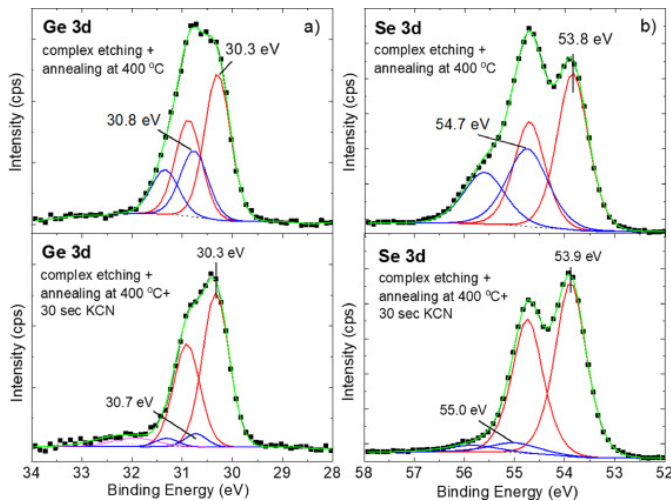 Ge 3d
a)
complex etching +
annealing at 400 °C
30.3 eV
30.8 eV
Intensity (cps)
Se 3d
b)
complex etching +
annealing at 400 °C
53.8 eV
54.7 eV
Intensity (cps)
Ge 3d
complex etching +
annealing at 400 °C+
30 sec KCN
30.3 eV
30.7 eV
Intensity (cps)
34 33 32 31 30 29 28
Binding Energy (eV)
Se 3d
complex etching +
annealing at 400 °C+
30 sec KCN
53.9 eV
55.0 eV
Intensity (cps)
58 57 56 55 54 53 52
Binding Energy (eV)